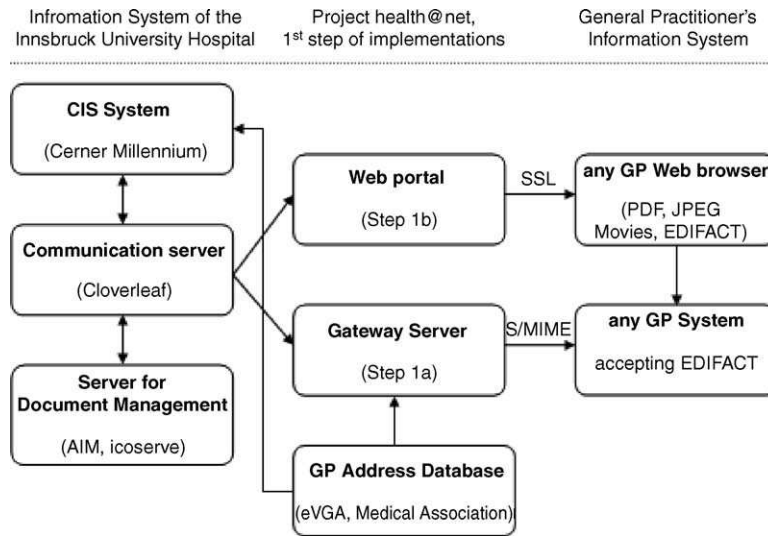 Infromation System of the
Innsbruck University Hospital
Project health@net,
1st step of implementations
General Practitioner's
Information System
CIS System
(Cerner Millennium)
Communication server
(Cloverleaf)
Server for
Document Management
(AIM, icoserve)
Web portal
(Step 1b)
Gateway Server
(Step 1a)
GP Address Database
(eVGA, Medical Association)
SSL
S/MIME
any GP Web browser
(PDF, JPEG
Movies, EDIFACT)
any GP System
accepting EDIFACT